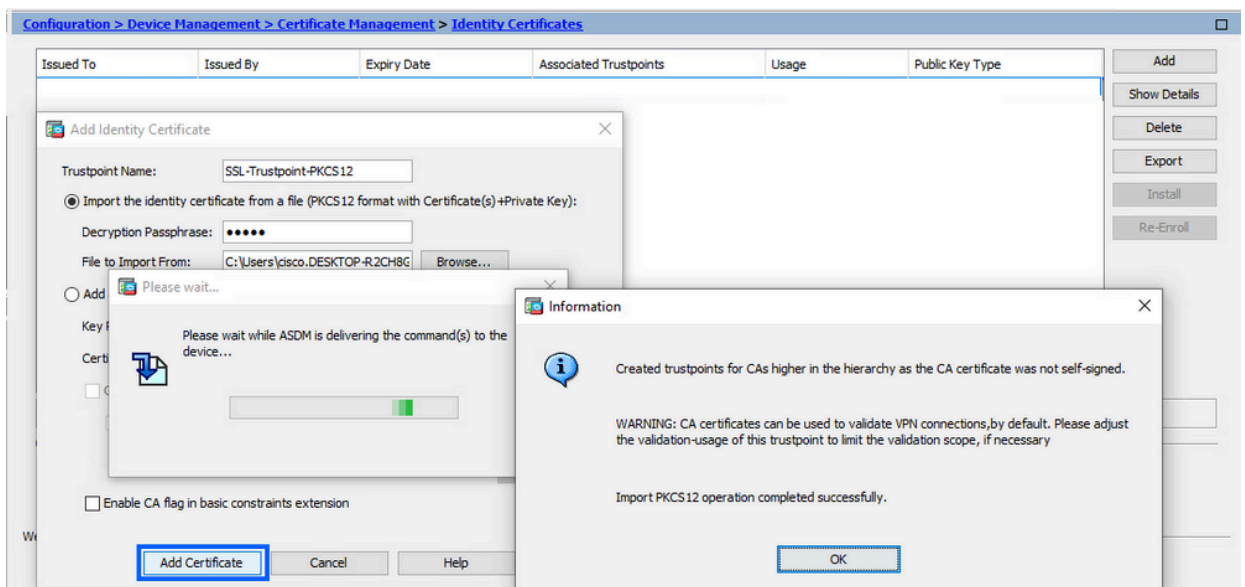 Configuration > Device Management > Certificate Management > Identity Certificates
Issued To Issued By Expiry Date Associated Trustpoints Usage Public Key Type
Add
Show Details
Delete
Export
Install
Re-Enroll
Add Identity Certificate
Trustpoint Name: SSL-Trustpoint-PKCS12
Import the identity certificate from a file (PKCS12 format with Certificate(s)+Private Key):
Decryption Passphrase: •••••
File to Import From: C:\Users\cisco.DESKTOP-R2CH8G Browse...
Add
Key
Certi
Please wait...
Please wait while ASDM is delivering the command(s) to the
device...
Enable CA flag in basic constraints extension
Add Certificate Cancel Help
Information
Created trustpoints for CAs higher in the hierarchy as the CA certificate was not self-signed.
WARNING: CA certificates can be used to validate VPN connections,by default. Please adjust
the validation-usage of this trustpoint to limit the validation scope, if necessary
Import PKCS12 operation completed successfully.
OK